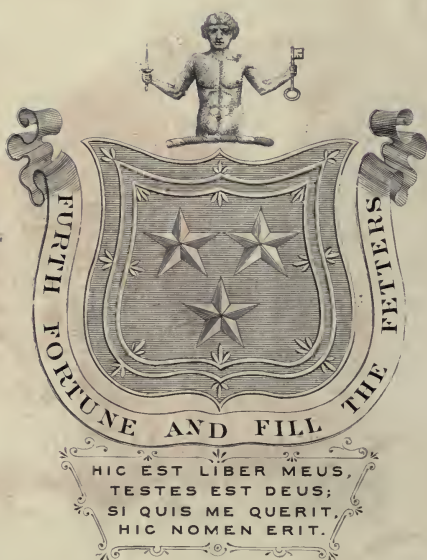 FURTH FORTUNE AND FILL THE FETTERS
HIC EST LIBER MEUS,
TESTES EST DEUS;
SI QUIS ME QUERIT,
HIC NOMEN ERIT.